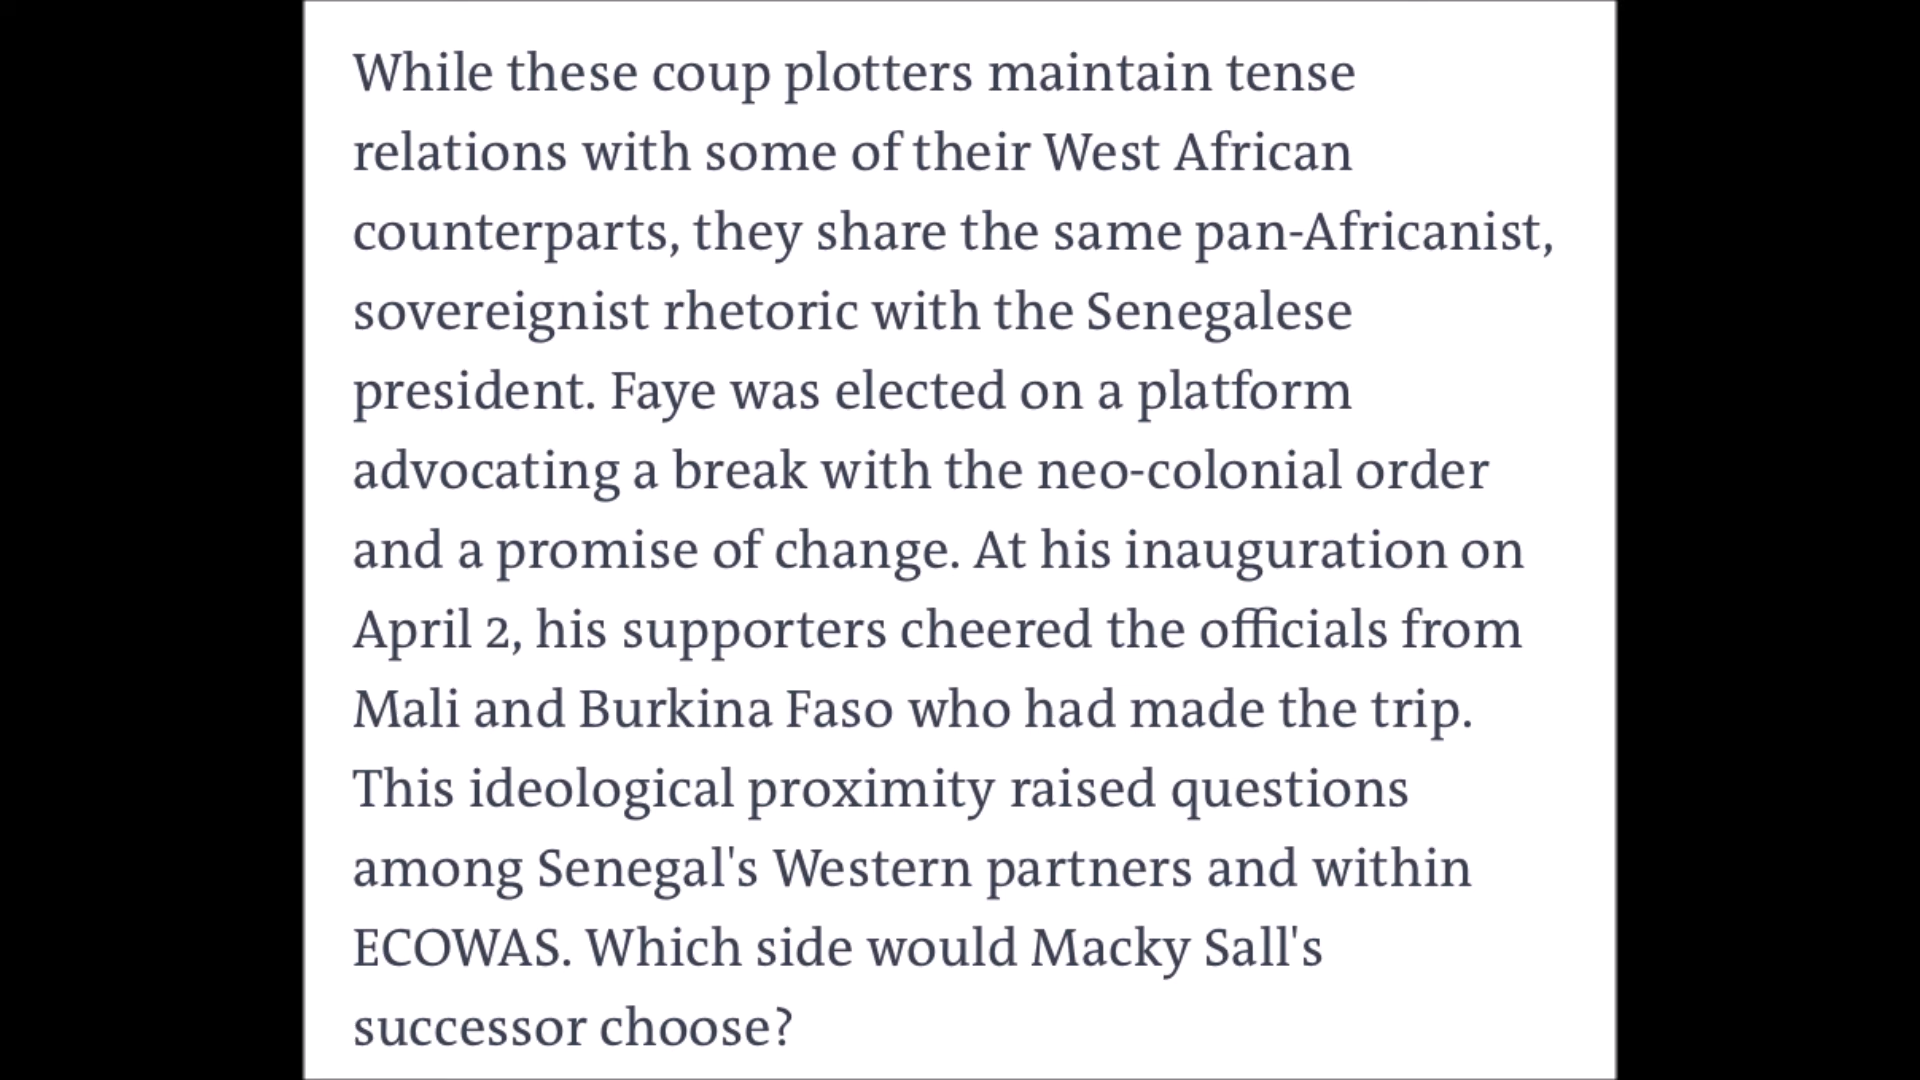 While these coup plotters maintain tense
relations with some of their West African
counterparts, they share the same pan-Africanist,
sovereignist rhetoric with the Senegalese
president. Faye was elected on a platform
advocating a break with the neo-colonial order
and a promise of change. At his inauguration on
April 2, his supporters cheered the officials from
Mali and Burkina Faso who had made the trip.
This ideological proximity raised questions
among Senegal's Western partners and within
ECOWAS. Which side would Macky Sall's
successor choose?